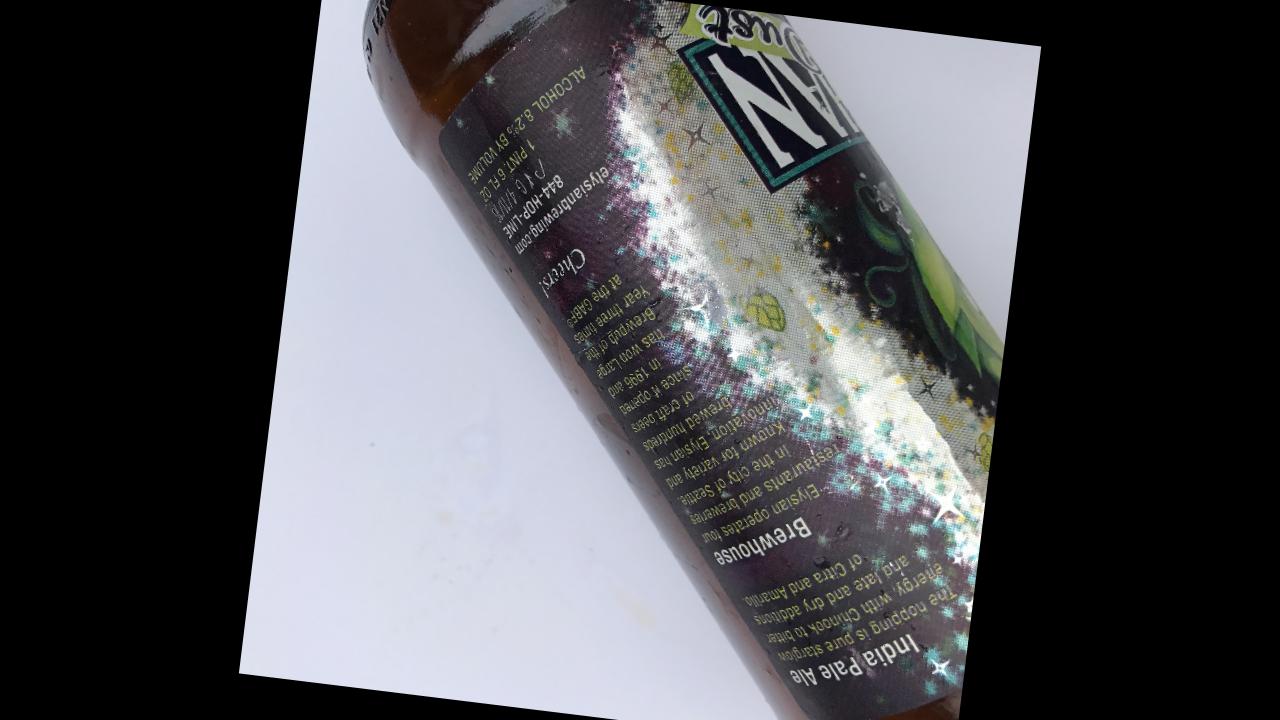 Dust
India Pale Ale
The hopping is pure starglow
energy, with Chinook to bitter
and late and dry additions
of Citra and Amarillo.
Brewhouse
Elysian operates four
restaurants and breweries
in the city of Seattle.
Known for variety and
innovation, Elysian has
brewed hundreds
of craft beers
since it opened
in 1996 and
has won Large
Brewpub of the
Year three times
at the GABF.
Cheers!
elysianbrewing.com
844-HOP-LINE
1 PINT, 6 FL OZ
ALCOHOL 8.2% BY VOLUME